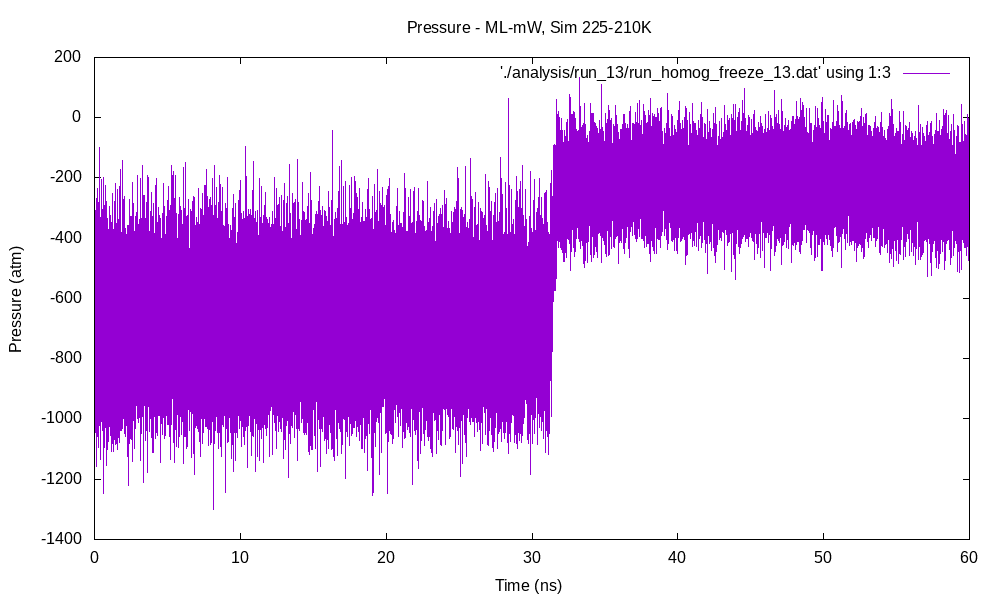 Pressure - ML-mW, Sim 225-210K
'./analysis/run_13/run_homog_freeze_13.dat' using 1:3
200
0
-200
-400
-600
-800
-1000
-1200
-1400
Pressure (atm)
0 10 20 30 40 50 60
Time (ns)